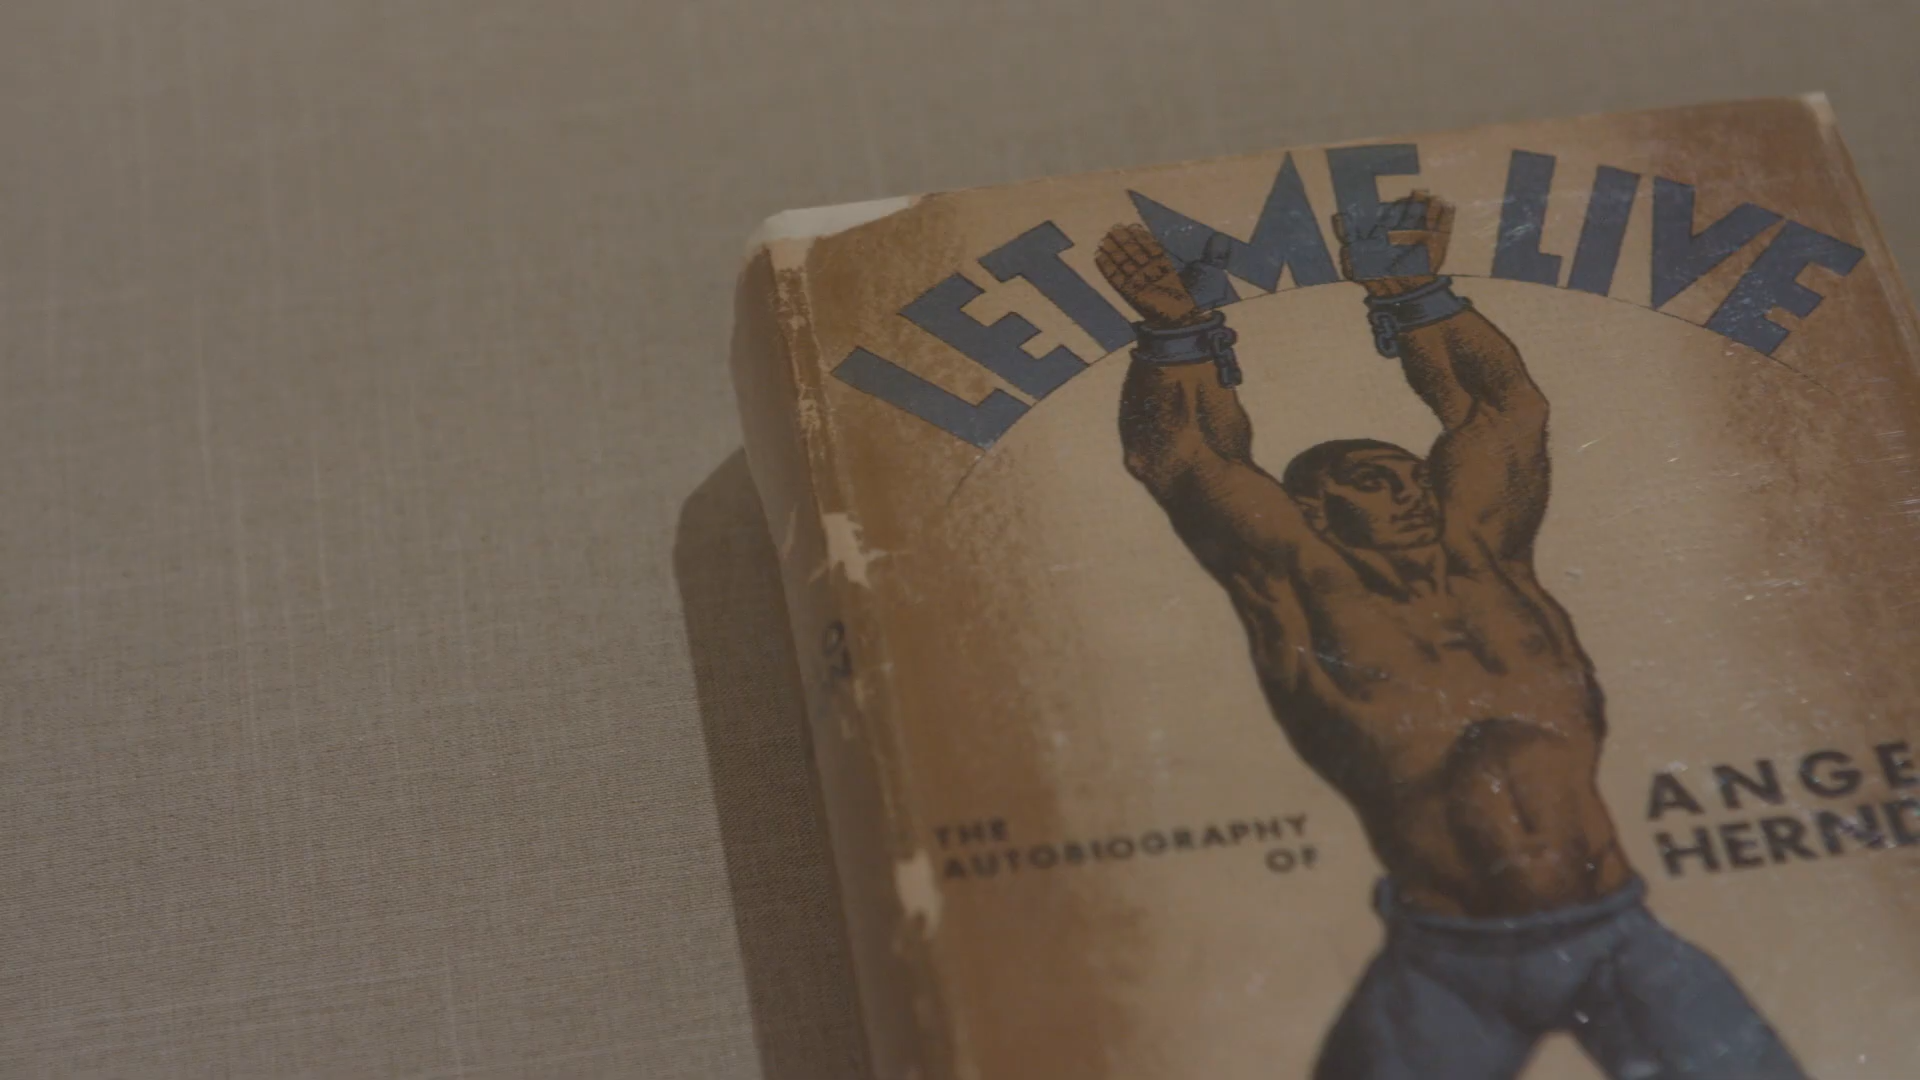 LET ME LIVE
THE
AUTOBIOGRAPHY
OF
ANGE
HERND